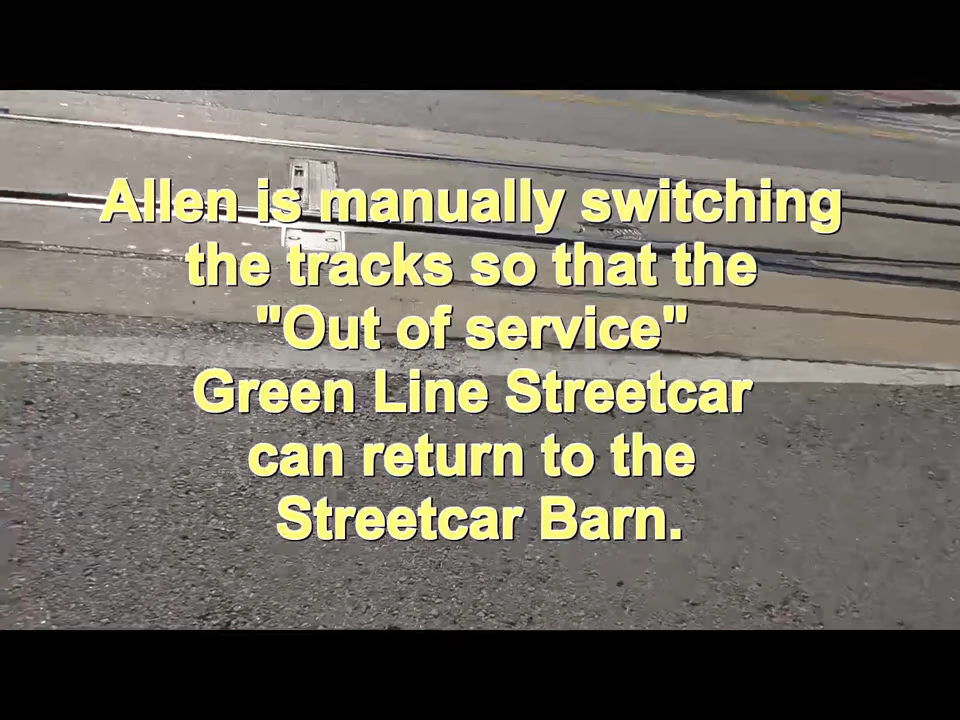 Allen is manually switching
the tracks so that the
"Out of service"
Green Line Streetcar
can return to the
Streetcar Barn.